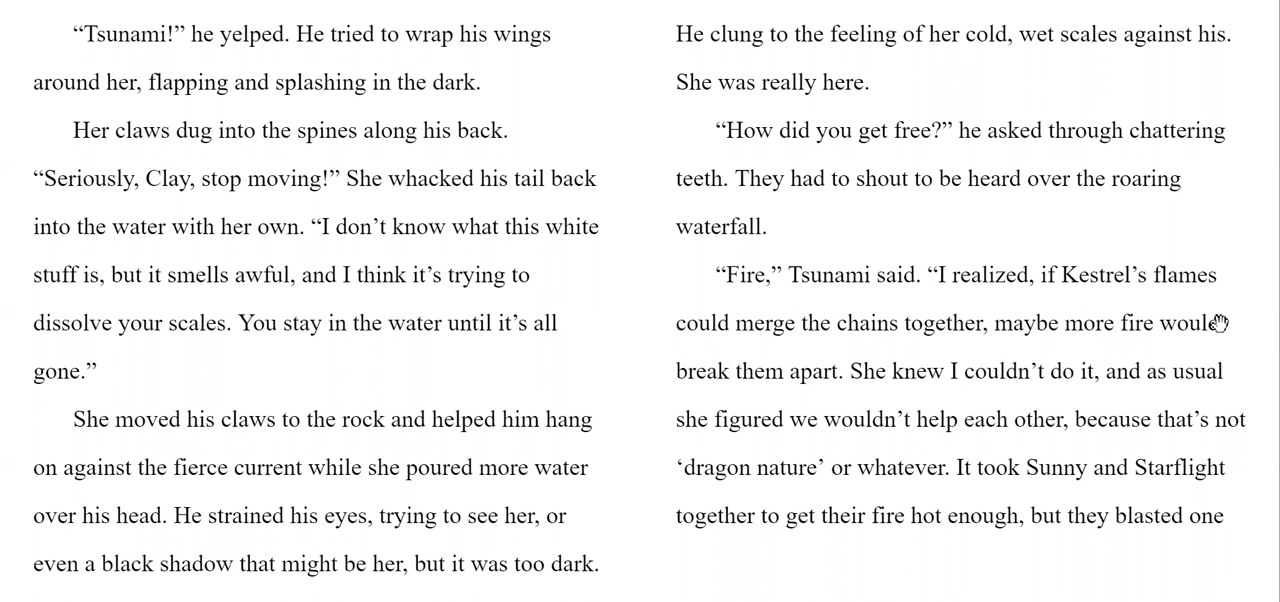 “Tsunami!” he yelped. He tried to wrap his wings
around her, flapping and splashing in the dark.
Her claws dug into the spines along his back.
“Seriously, Clay, stop moving!” She whacked his tail back
into the water with her own. “I don’t know what this white
stuff is, but it smells awful, and I think it’s trying to
dissolve your scales. You stay in the water until it’s all
gone.”
She moved his claws to the rock and helped him hang
on against the fierce current while she poured more water
over his head. He strained his eyes, trying to see her, or
even a black shadow that might be her, but it was too dark.
He clung to the feeling of her cold, wet scales against his.
She was really here.
“How did you get free?” he asked through chattering
teeth. They had to shout to be heard over the roaring
waterfall.
“Fire,” Tsunami said. “I realized, if Kestrel’s flames
could merge the chains together, maybe more fire would
break them apart. She knew I couldn’t do it, and as usual
she figured we wouldn’t help each other, because that’s not
‘dragon nature’ or whatever. It took Sunny and Starflight
together to get their fire hot enough, but they blasted one